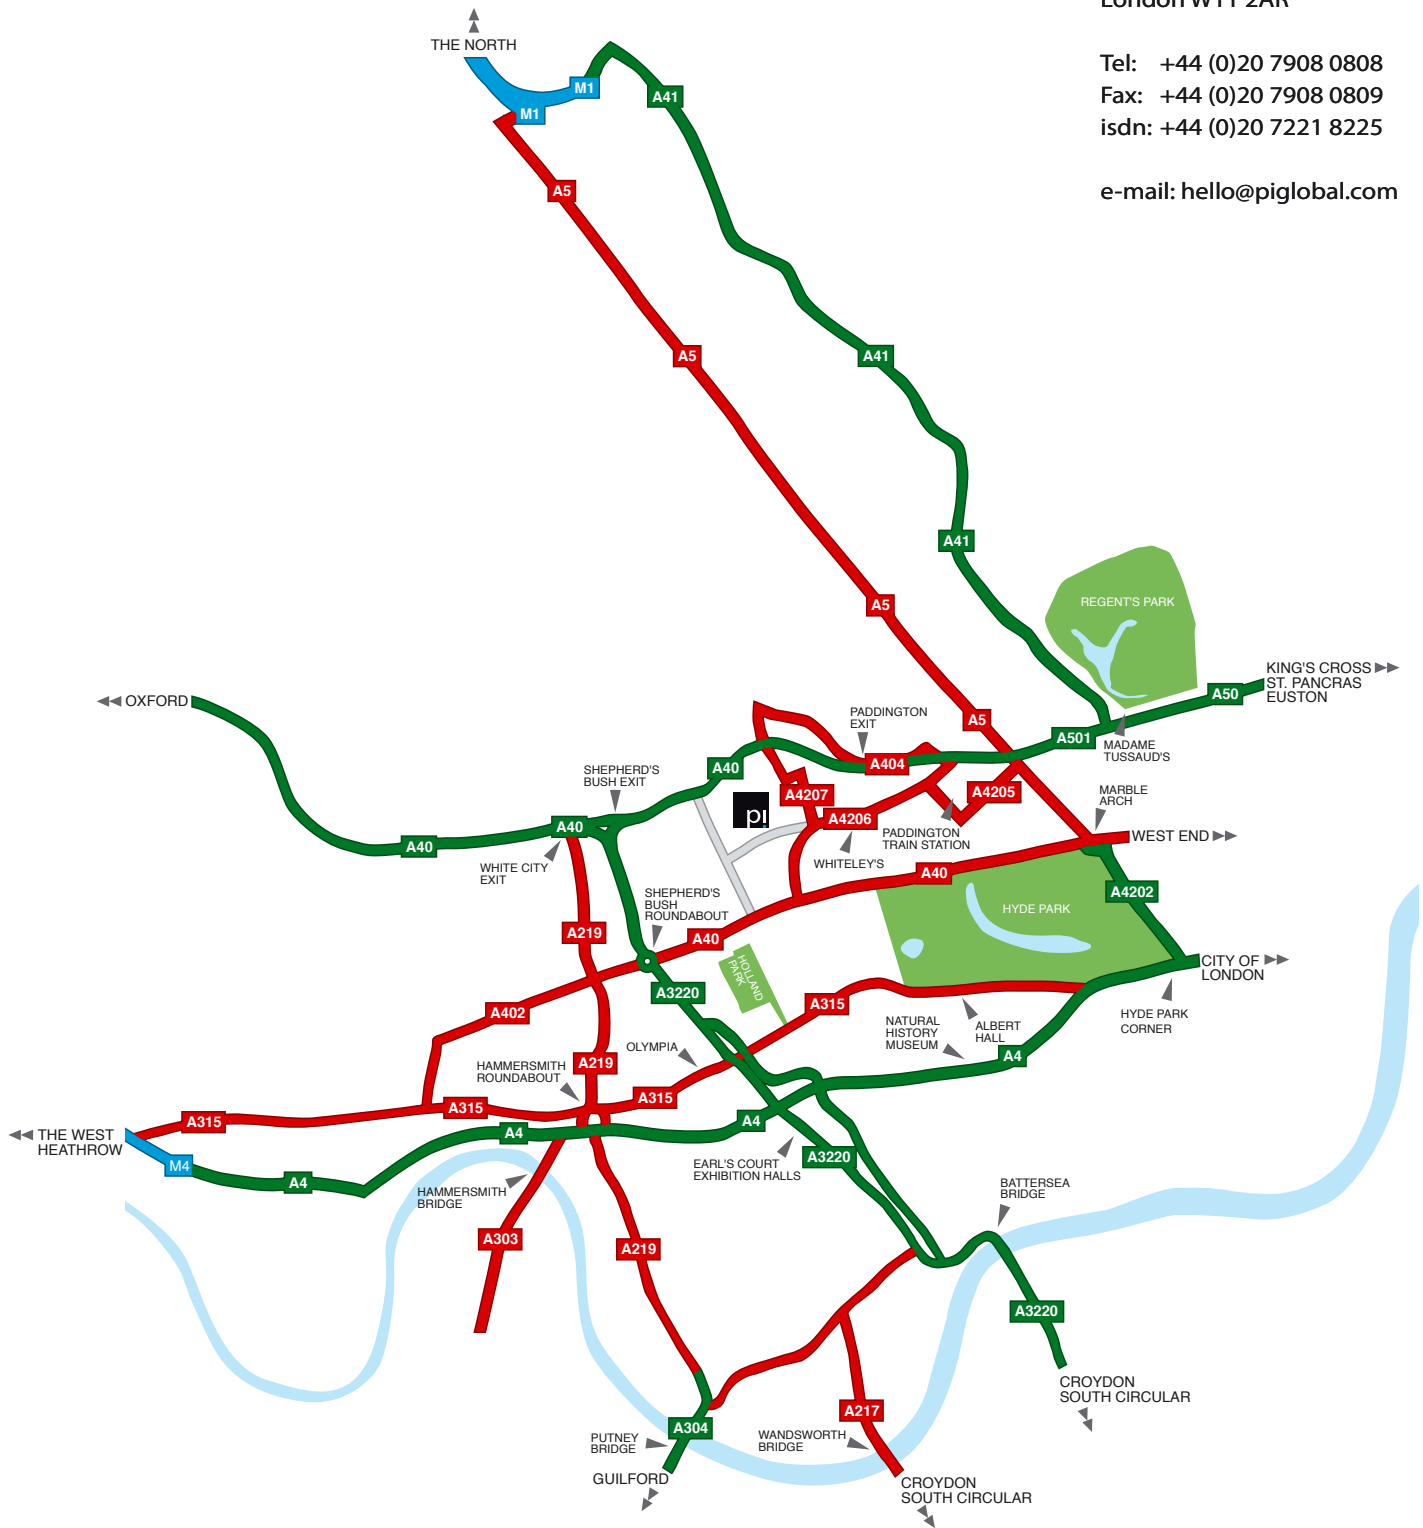 London W11 2AR
Tel: +44 (0)20 7908 0808
Fax: +44 (0)20 7908 0809
isdn: +44 (0)20 7221 8225
e-mail: hello@piglobal.com
THE NORTH
M1
M1
A41
A5
A5
A41
A41
A5
REGENT'S PARK
KING'S CROSS
ST. PANCRAS
EUSTON
A50
OXFORD
PADDINGTON
EXIT
A5
A501
MADAME
TUSSAUD'S
A404
A40
SHEPHERD'S
BUSH EXIT
A4207
A4205
MARBLE
ARCH
pi
A4206
A40
A40
WHITE CITY
EXIT
PADDINGTON
TRAIN STATION
WEST END
WHITELEY'S
A40
A4202
SHEPHERD'S
BUSH
ROUNDABOUT
HYDE PARK
A219
A40
HOLLAND
PARK
CITY OF
LONDON
A3220
A402
A315
HYDE PARK
CORNER
NATURAL
HISTORY
MUSEUM
ALBERT
HALL
OLYMPIA
A4
HAMMERSMITH
ROUNDABOUT
A219
A315
A315
A315
A4
A4
THE WEST
HEATHROW
M4
A4
A3220
EARL'S COURT
EXHIBITION HALLS
HAMMERSMITH
BRIDGE
BATTERSEA
BRIDGE
A303
A219
A3220
CROYDON
SOUTH CIRCULAR
A217
A304
PUTNEY
BRIDGE
WANDSWORTH
BRIDGE
GUILFORD
CROYDON
SOUTH CIRCULAR